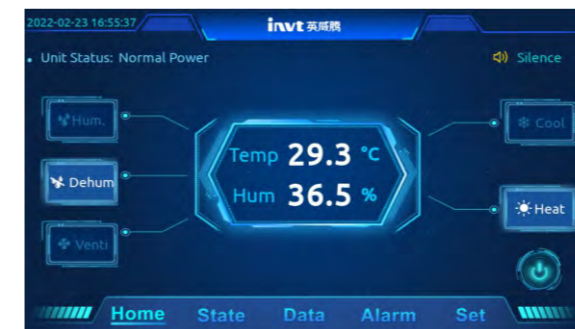 2022-02-23 16:55:37
invt 英威腾
Unit Status: Normal Power
Silence
Hum.
Cool
Temp 29.3 °C
Dehum
Hum 36.5 %
Heat
Venti
Home State Data Alarm Set